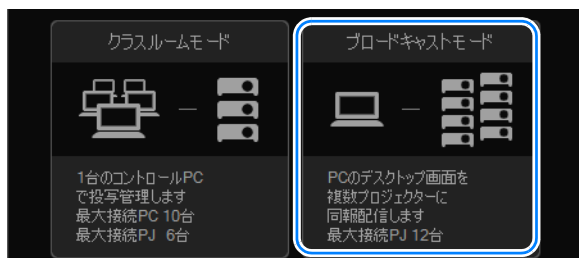 クラスルームモード
1台のコントロールPC
で投写管理します
最大接続PC 10台
最大接続PJ 6台
ブロードキャストモード
PCのデスクトップ画面を
複数プロジェクターに
同報配信します
最大接続PJ 12台